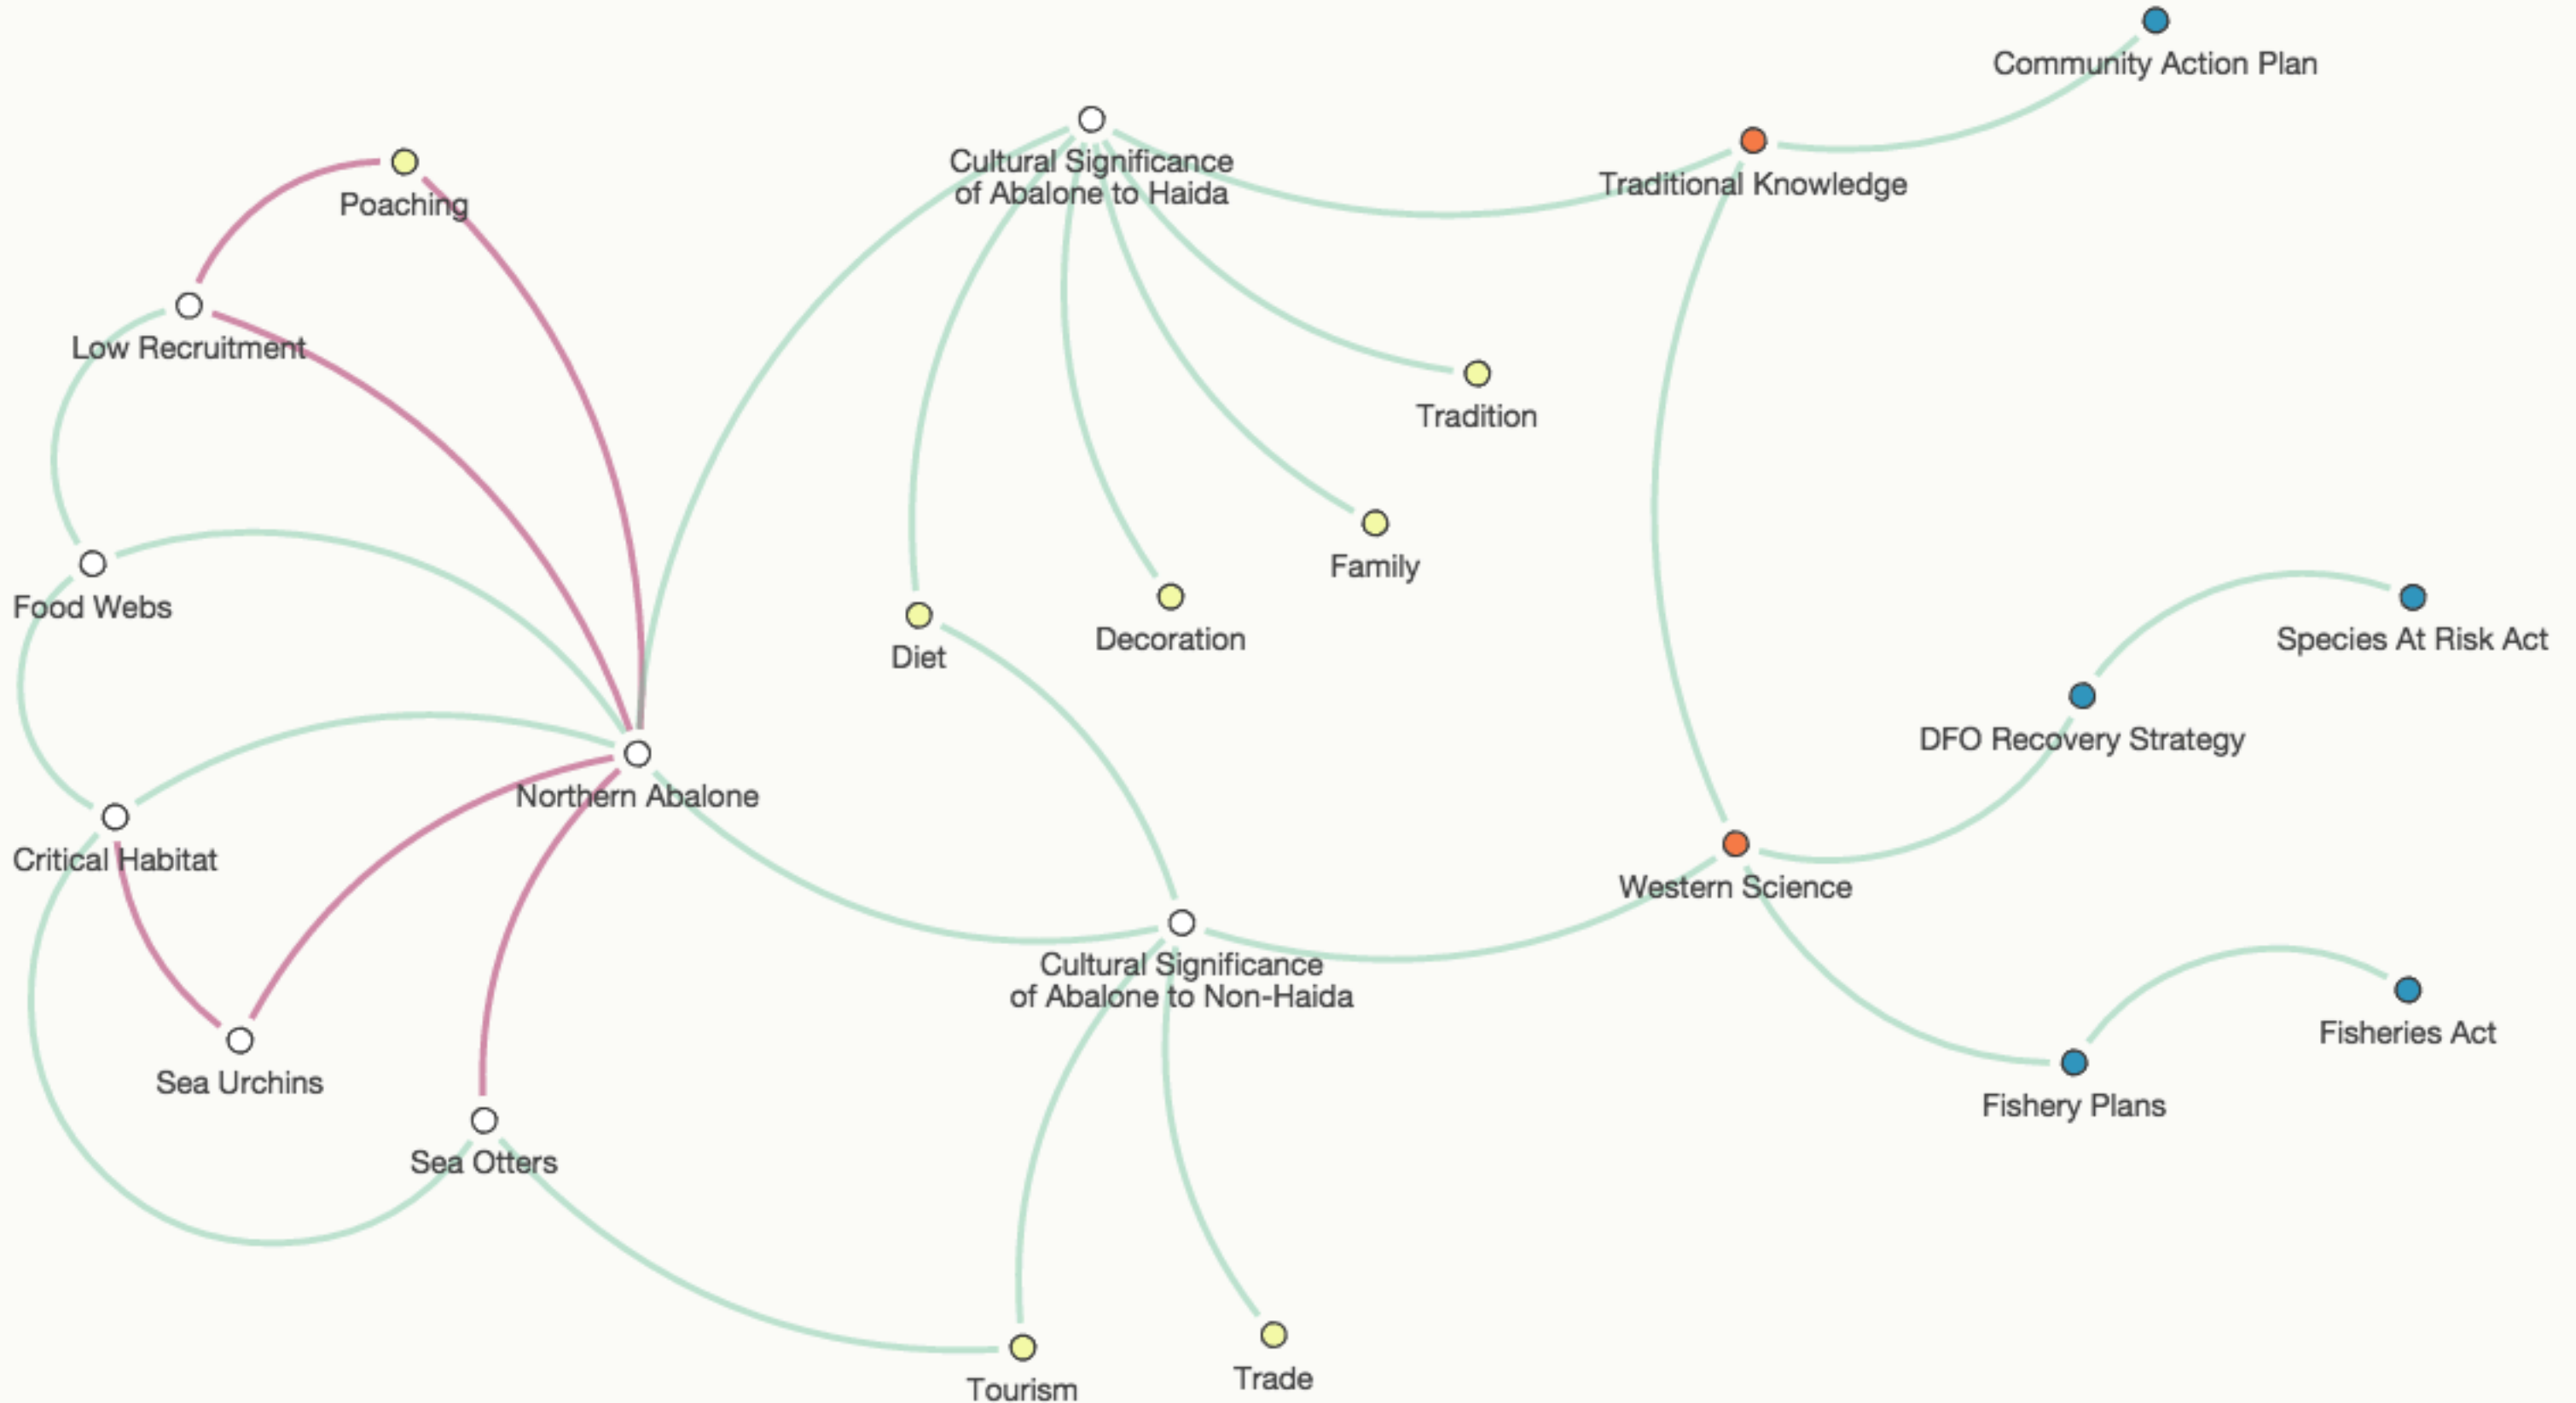 Community Action Plan
Cultural Significance
of Abalone to Haida
Traditional Knowledge
Poaching
Low Recruitment
Tradition
Family
Food Webs
Decoration
Diet
Species At Risk Act
DFO Recovery Strategy
Northern Abalone
Critical Habitat
Western Science
Cultural Significance
of Abalone to Non-Haida
Fisheries Act
Sea Urchins
Fishery Plans
Sea Otters
Tourism
Trade